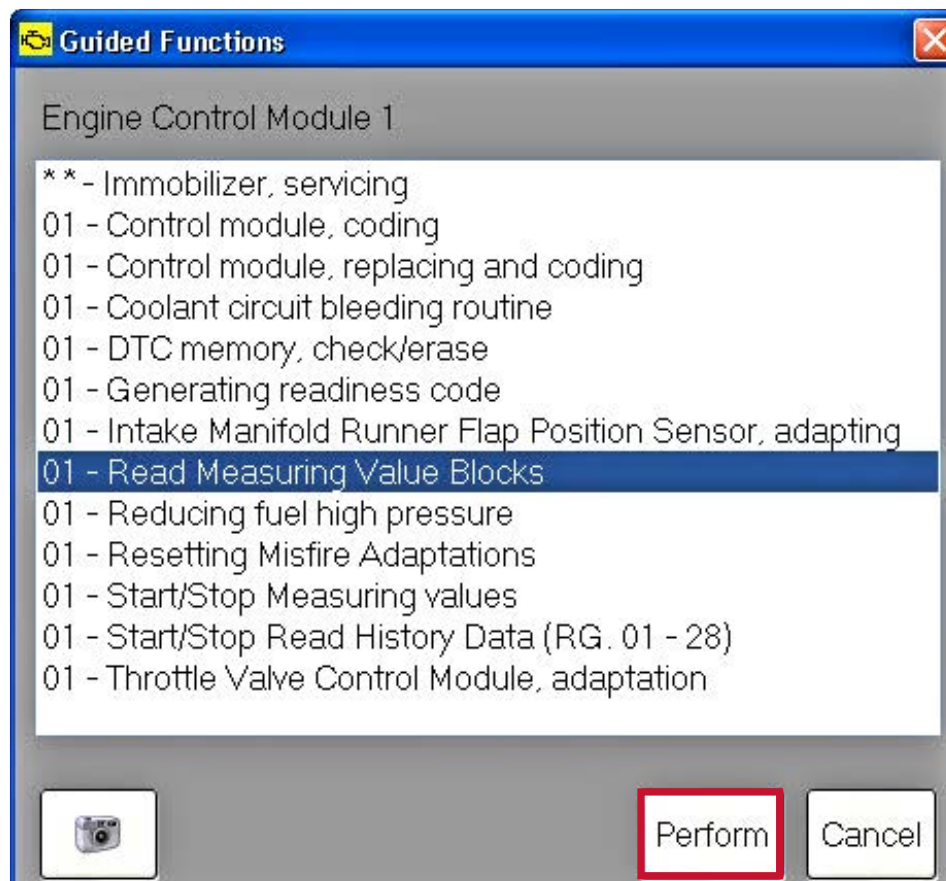 Guided Functions
Engine Control Module 1
** - Immobilizer, servicing
01 - Control module, coding
01 - Control module, replacing and coding
01 - Coolant circuit bleeding routine
01 - DTC memory, check/erase
01 - Generating readiness code
01 - Intake Manifold Runner Flap Position Sensor, adapting
01 - Read Measuring Value Blocks
01 - Reducing fuel high pressure
01 - Resetting Misfire Adaptations
01 - Start/Stop Measuring values
01 - Start/Stop Read History Data (RG. 01 - 28)
01 - Throttle Valve Control Module, adaptation
Perform Cancel